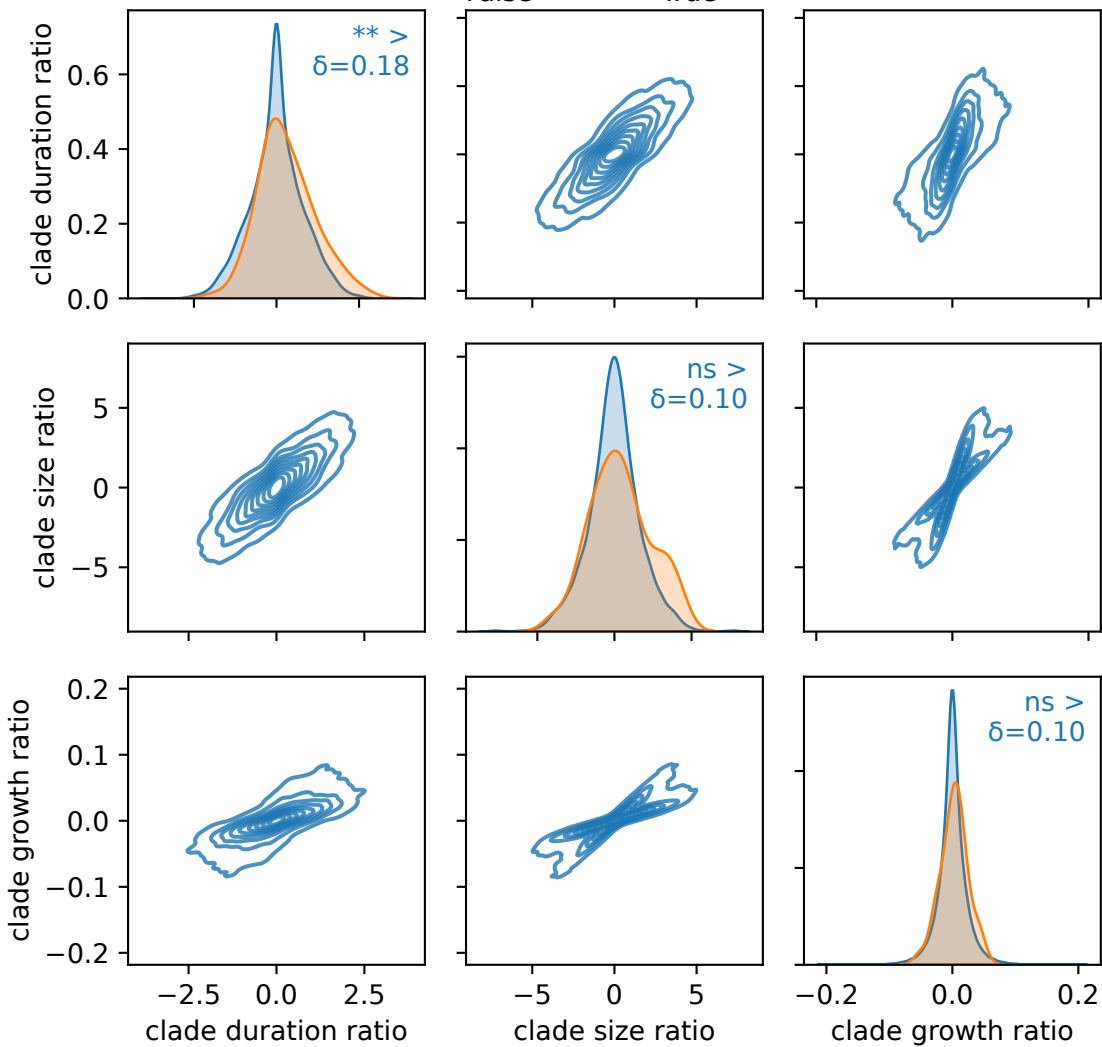 False True
clade duration ratio
0.6
0.4
0.2
0.0
** >
δ=0.18
clade size ratio
5
0
−5
ns >
δ=0.10
clade growth ratio
0.2
0.1
0.0
−0.1
−0.2
ns >
δ=0.10
−2.5 0.0 2.5
−5 0 5
−0.2 0.0 0.2
clade duration ratio
clade size ratio
clade growth ratio